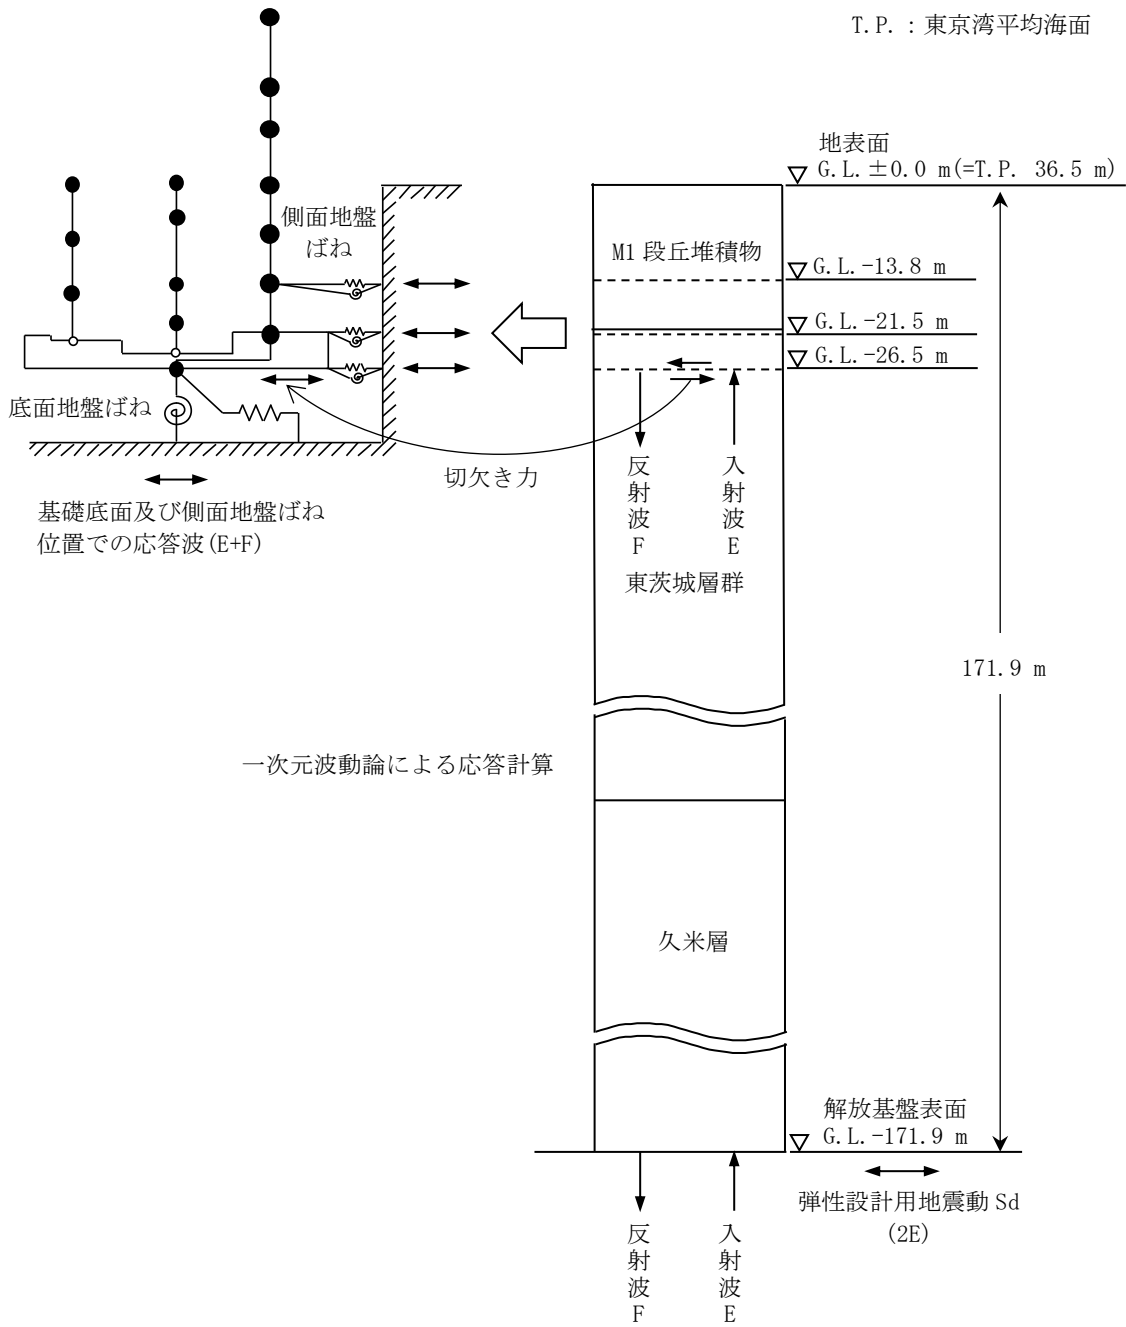 T.P. : 東京湾平均海面
地表面
G.L.±0.0 m(=T.P. 36.5 m)
側面地盤
ばね
M1 段丘堆積物
G.L.-13.8 m
G.L.-21.5 m
G.L.-26.5 m
底面地盤ばね
切欠き力
反射波F
入射波E
基礎底面及び側面地盤ばね
位置での応答波(E+F)
東茨城層群
171.9 m
一次元波動論による応答計算
久米層
解放基盤表面
G.L.-171.9 m
弾性設計用地震動 Sd
(2E)
反射波F
入射波E